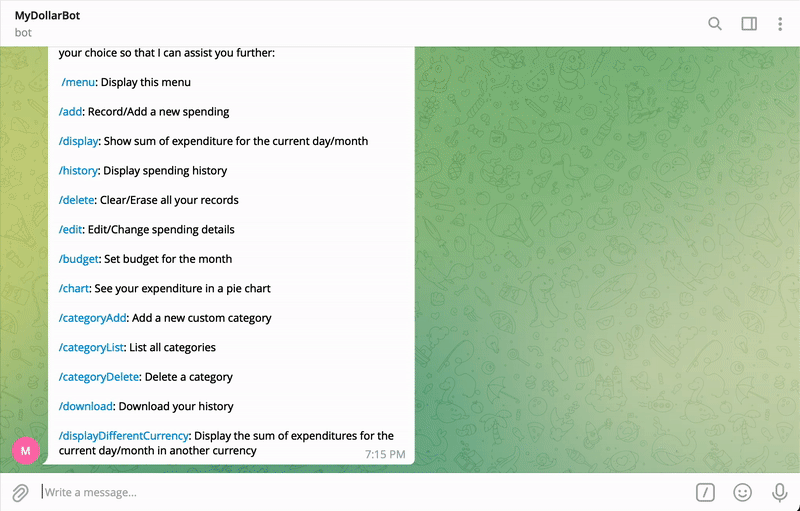 MyDollarBot
bot
your choice so that I can assist you further:
/menu: Display this menu
/add: Record/Add a new spending
/display: Show sum of expenditure for the current day/month
/history: Display spending history
/delete: Clear/Erase all your records
/edit: Edit/Change spending details
/budget: Set budget for the month
/chart: See your expenditure in a pie chart
/categoryAdd: Add a new custom category
/categoryList: List all categories
/categoryDelete: Delete a category
/download: Download your history
/displayDifferentCurrency: Display the sum of expenditures for the
current day/month in another currency
7:15 PM
M
Write a message...